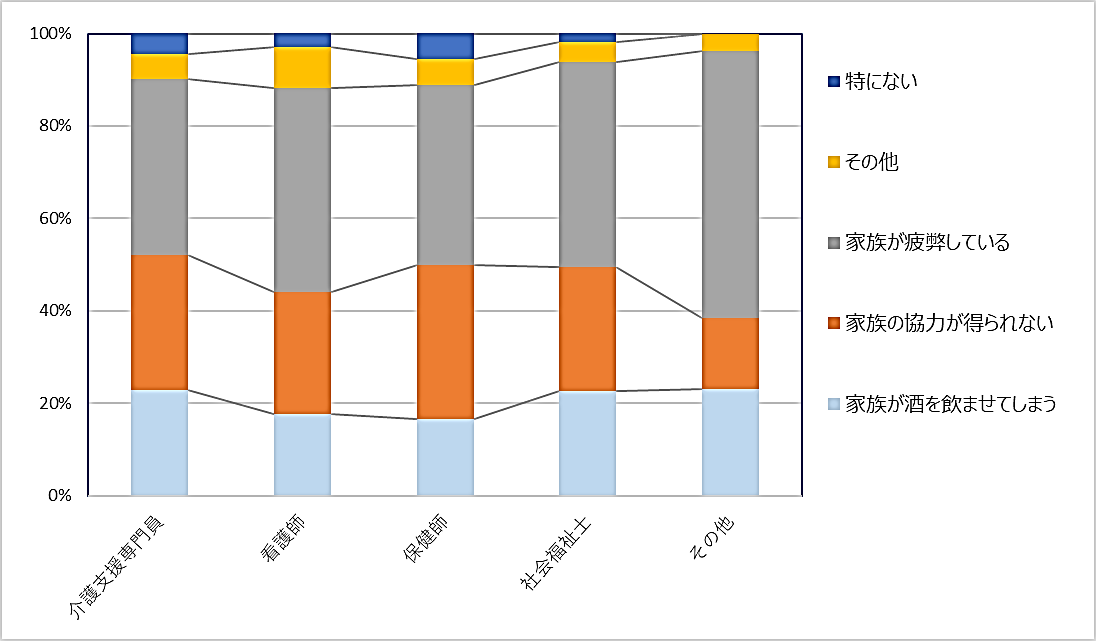 100%
80%
60%
40%
20%
0%
介護支援専門員
看護師
保健師
社会福祉士
その他
特にない
その他
家族が疲弊している
家族の協力が得られない
家族が酒を飲ませてしまう